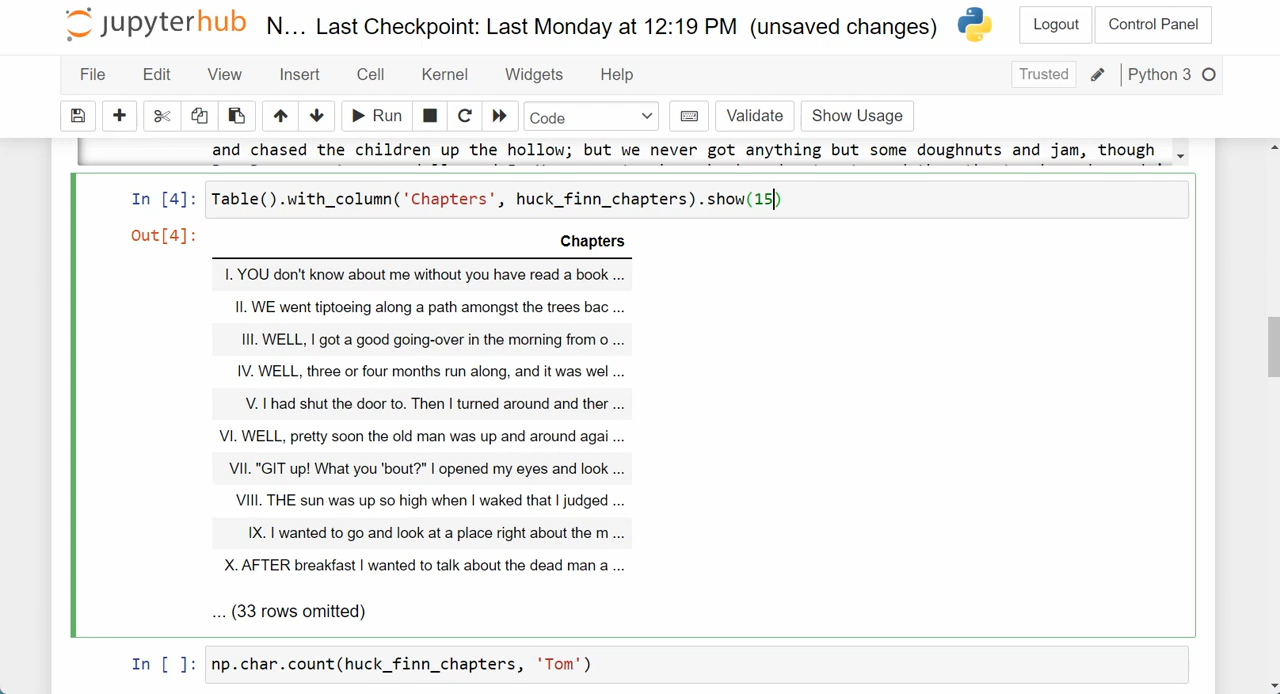 jupyterhub N... Last Checkpoint: Last Monday at 12:19 PM (unsaved changes) Logout Control Panel
File Edit View Insert Cell Kernel Widgets Help Trusted Python 3
Run Code Validate Show Usage
and chased the children up the hollow; but we never got anything but some doughnuts and jam, though
In [4]: Table().with_column('Chapters', huck_finn_chapters).show(15)
Out[4]:
Chapters
I. YOU don't know about me without you have read a book ...
II. WE went tiptoeing along a path amongst the trees bac ...
III. WELL, I got a good going-over in the morning from o ...
IV. WELL, three or four months run along, and it was wel ...
V. I had shut the door to. Then I turned around and ther ...
VI. WELL, pretty soon the old man was up and around agai ...
VII. "GIT up! What you 'bout?" I opened my eyes and look ...
VIII. THE sun was up so high when I waked that I judged ...
IX. I wanted to go and look at a place right about the m ...
X. AFTER breakfast I wanted to talk about the dead man a ...
... (33 rows omitted)
In [ ]: np.char.count(huck_finn_chapters, 'Tom')